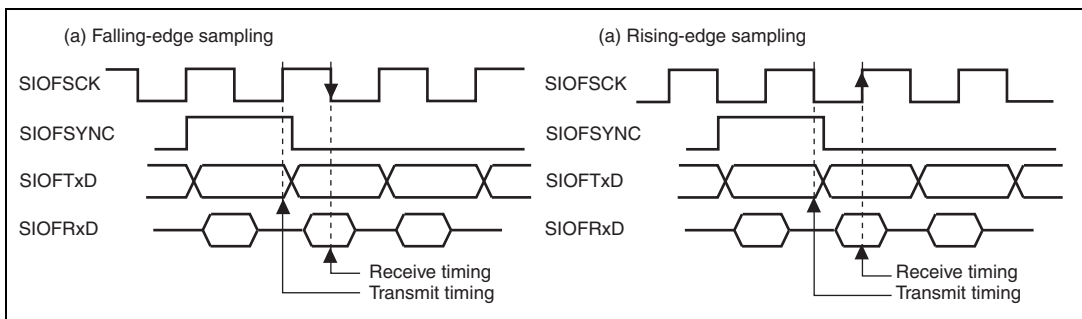 (a) Falling-edge sampling
SIOFSCK
SIOFSYNC
SIOFTxD
SIOFRxD
Receive timing
Transmit timing
(a) Rising-edge sampling
SIOFSCK
SIOFSYNC
SIOFTxD
SIOFRxD
Receive timing
Transmit timing